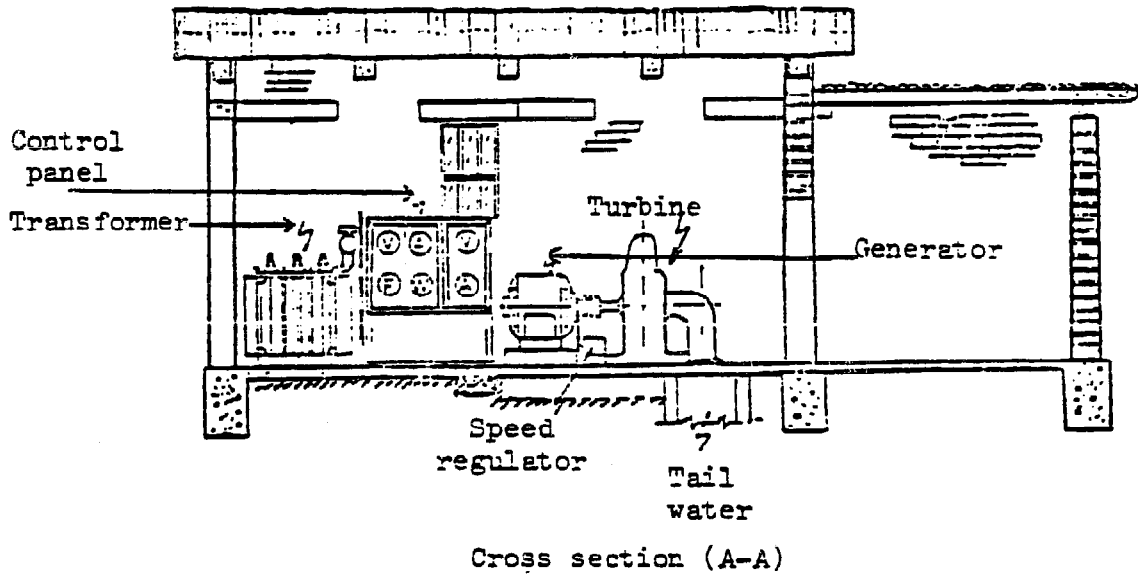 Control
panel
Transformer
Turbine
Generator
A A A
V A V
F W A
Speed
regulator
Tail
water
Cross section (A-A)